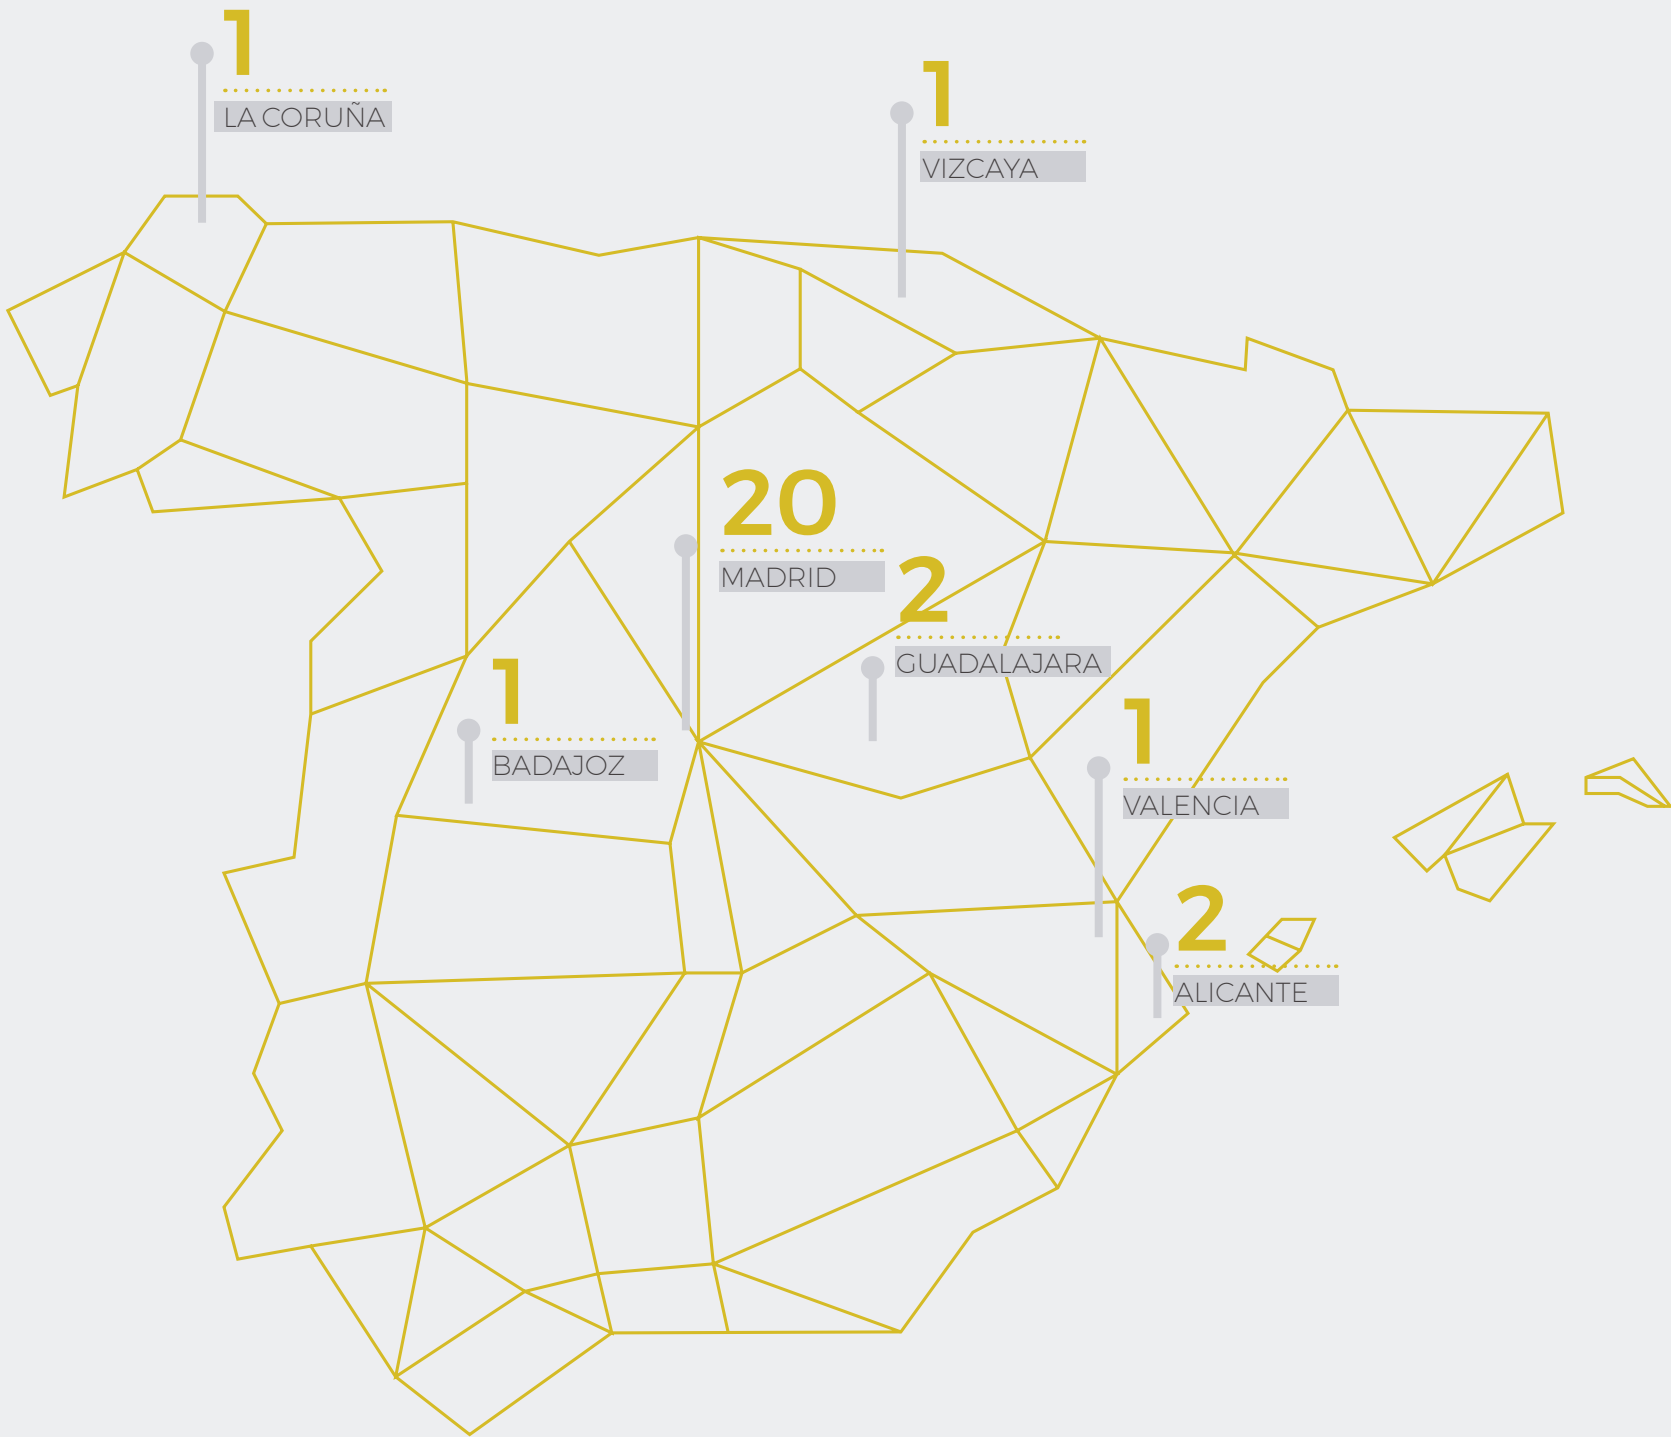 1
LA CORUÑA
1
VIZCAYA
20
MADRID
2
GUADALAJARA
1
BADAJOZ
1
VALENCIA
2
ALICANTE